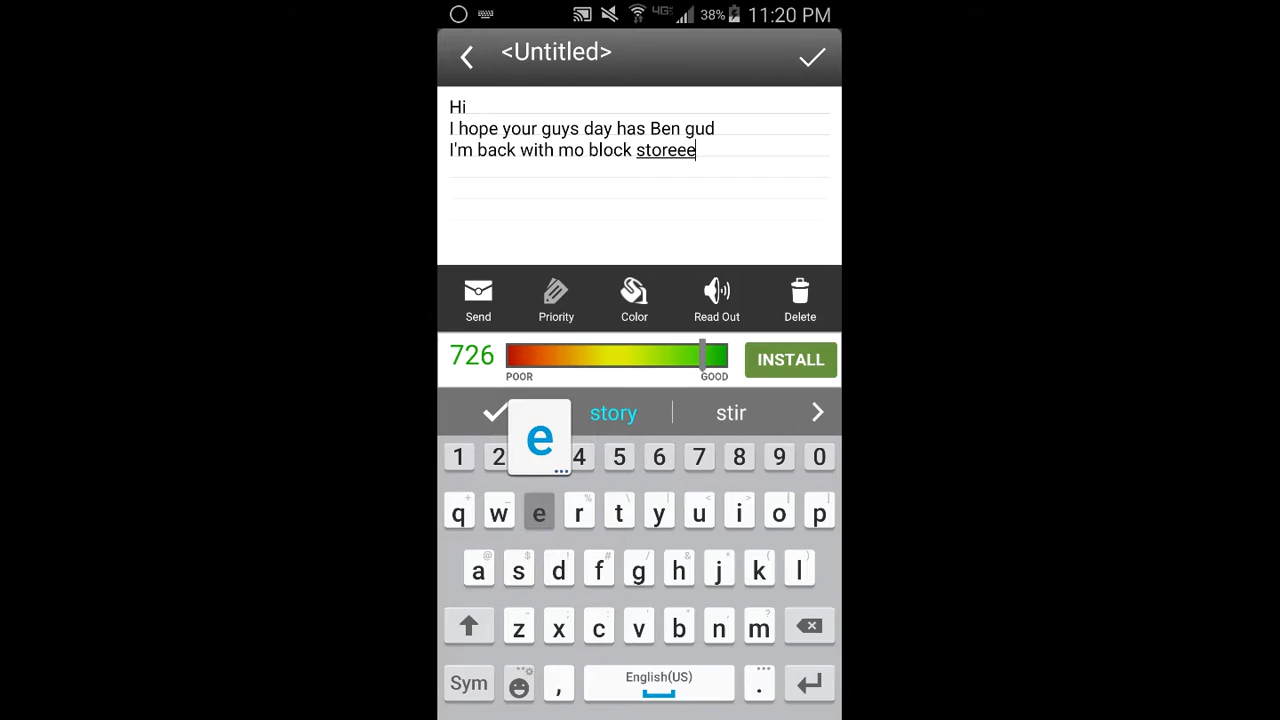 4G 38% 11:20 PM
<Untitled>
Hi
I hope your guys day has Ben gud
I'm back with mo block storeee
Send Priority Color Read Out Delete
726 POOR GOOD INSTALL
e story stir
1 2 4 5 6 7 8 9 0
+ _ % \ | < > [ ]
q w e r t y u i o p
@ $ ! # / & * ( )
a s d f g h j k l
- ; : ' " ?
z x c v b n m
Sym , English(US) .